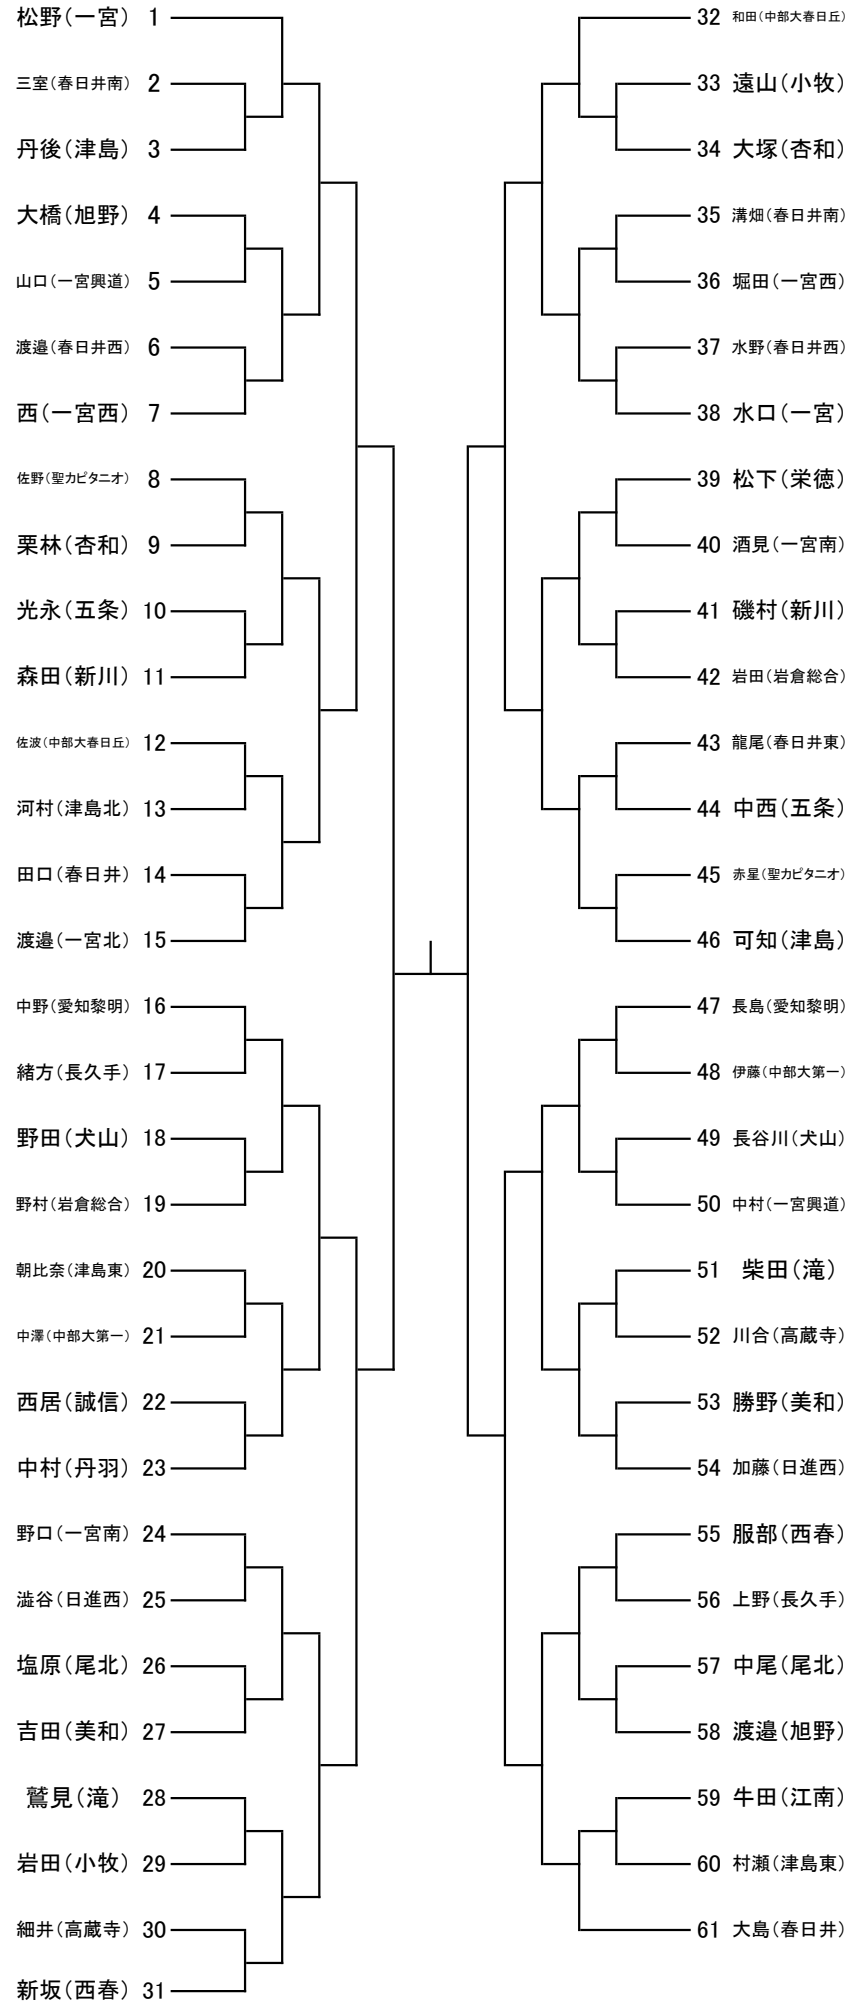 松野(一宮) 1
三室(春日井南) 2
丹後(津島) 3
大橋(旭野) 4
山口(一宮興道) 5
渡邉(春日井西) 6
西(一宮西) 7
佐野(聖カピタニオ) 8
栗林(杏和) 9
光永(五条) 10
森田(新川) 11
佐波(中部大春日丘) 12
河村(津島北) 13
田口(春日井) 14
渡邉(一宮北) 15
中野(愛知黎明) 16
緒方(長久手) 17
野田(犬山) 18
野村(岩倉総合) 19
朝比奈(津島東) 20
中澤(中部大第一) 21
西居(誠信) 22
中村(丹羽) 23
野口(一宮南) 24
澁谷(日進西) 25
塩原(尾北) 26
吉田(美和) 27
鷲見(滝) 28
岩田(小牧) 29
細井(高蔵寺) 30
新坂(西春) 31
32 和田(中部大春日丘)
33 遠山(小牧)
34 大塚(杏和)
35 溝畑(春日井南)
36 堀田(一宮西)
37 水野(春日井西)
38 水口(一宮)
39 松下(栄徳)
40 酒見(一宮南)
41 磯村(新川)
42 岩田(岩倉総合)
43 龍尾(春日井東)
44 中西(五条)
45 赤星(聖カピタニオ)
46 可知(津島)
47 長島(愛知黎明)
48 伊藤(中部大第一)
49 長谷川(犬山)
50 中村(一宮興道)
51 柴田(滝)
52 川合(高蔵寺)
53 勝野(美和)
54 加藤(日進西)
55 服部(西春)
56 上野(長久手)
57 中尾(尾北)
58 渡邉(旭野)
59 牛田(江南)
60 村瀬(津島東)
61 大島(春日井)